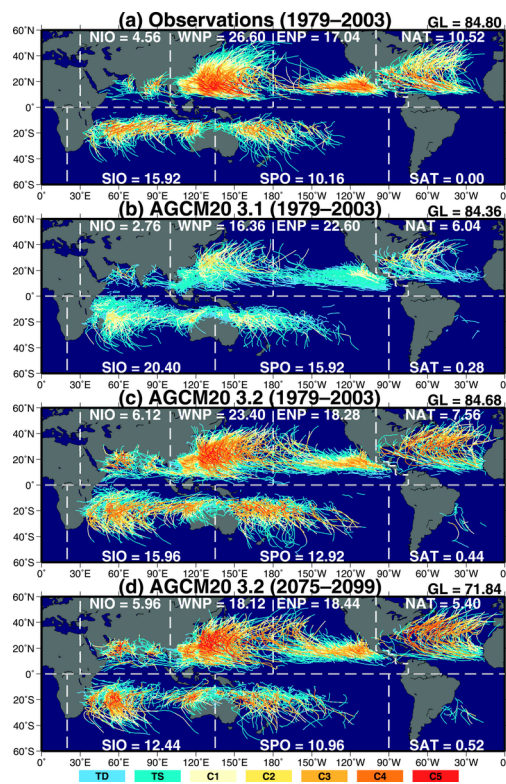 (a) Observations (1979–2003) GL = 84.80
NIO = 4.56 WNP = 26.60 ENP = 17.04 NAT = 10.52
60°N
40°N
20°N
0°
20°S
40°S
60°S
SIO = 15.92 SPO = 10.16 SAT = 0.00
0° 30°E 60°E 90°E 120°E 150°E 180° 150°W 120°W 90°W 60°W 30°W 0°
(b) AGCM20 3.1 (1979–2003) GL = 84.36
NIO = 2.76 WNP = 16.36 ENP = 22.60 NAT = 6.04
60°N
40°N
20°N
0°
20°S
40°S
60°S
SIO = 20.40 SPO = 15.92 SAT = 0.28
0° 30°E 60°E 90°E 120°E 150°E 180° 150°W 120°W 90°W 60°W 30°W 0°
(c) AGCM20 3.2 (1979–2003) GL = 84.68
NIO = 6.12 WNP = 23.40 ENP = 18.28 NAT = 7.56
60°N
40°N
20°N
0°
20°S
40°S
60°S
SIO = 15.96 SPO = 12.92 SAT = 0.44
0° 30°E 60°E 90°E 120°E 150°E 180° 150°W 120°W 90°W 60°W 30°W 0°
(d) AGCM20 3.2 (2075–2099) GL = 71.84
NIO = 5.96 WNP = 18.12 ENP = 18.44 NAT = 5.40
60°N
40°N
20°N
0°
20°S
40°S
60°S
SIO = 12.44 SPO = 10.96 SAT = 0.52
0° 30°E 60°E 90°E 120°E 150°E 180° 150°W 120°W 90°W 60°W 30°W 0°
TD TS C1 C2 C3 C4 C5